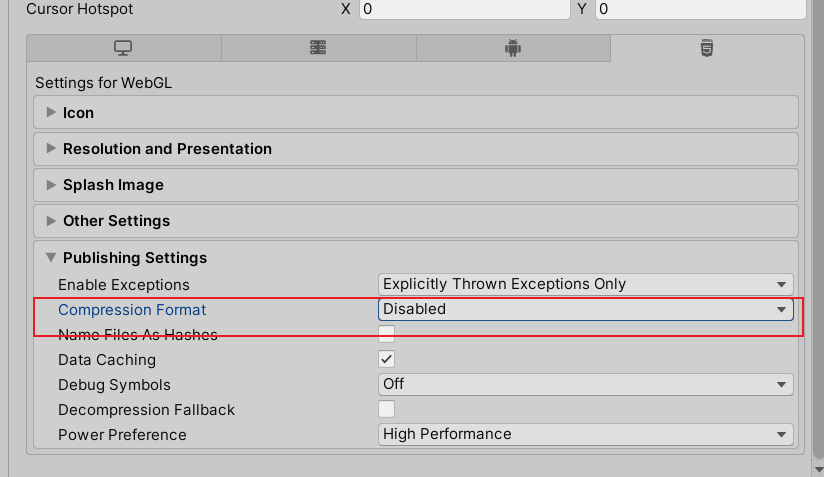 Cursor Hotspot X 0 Y 0
HTML
Settings for WebGL
Icon
Resolution and Presentation
Splash Image
Other Settings
Publishing Settings
Enable Exceptions Explicitly Thrown Exceptions Only
Compression Format Disabled
Name Files As Hashes
Data Caching
Debug Symbols Off
Decompression Fallback
Power Preference High Performance